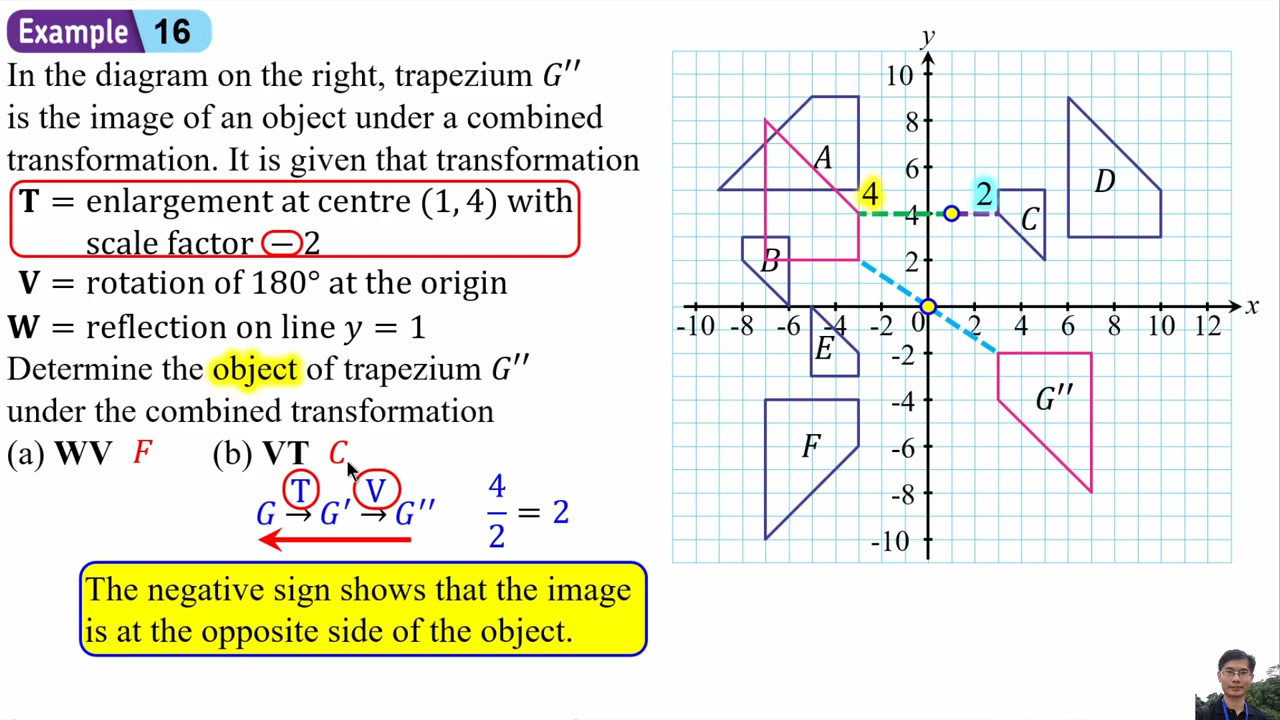 Example 16
In the diagram on the right, trapezium G″
is the image of an object under a combined
transformation. It is given that transformation
T = enlargement at centre (1, 4) with
scale factor −2
V = rotation of 180° at the origin
W = reflection on line y = 1
Determine the object of trapezium G″
under the combined transformation
(a) WV F (b) VT C
G →T G′ →V G″ 4/2 = 2
The negative sign shows that the image
is at the opposite side of the object.
y
10
8
A
6
D
4 2
4 C
B 2
-10 -8 -6 -4 -2 0 2 4 6 8 10 12 x
E -2
-4 G″
F -6
-8
-10